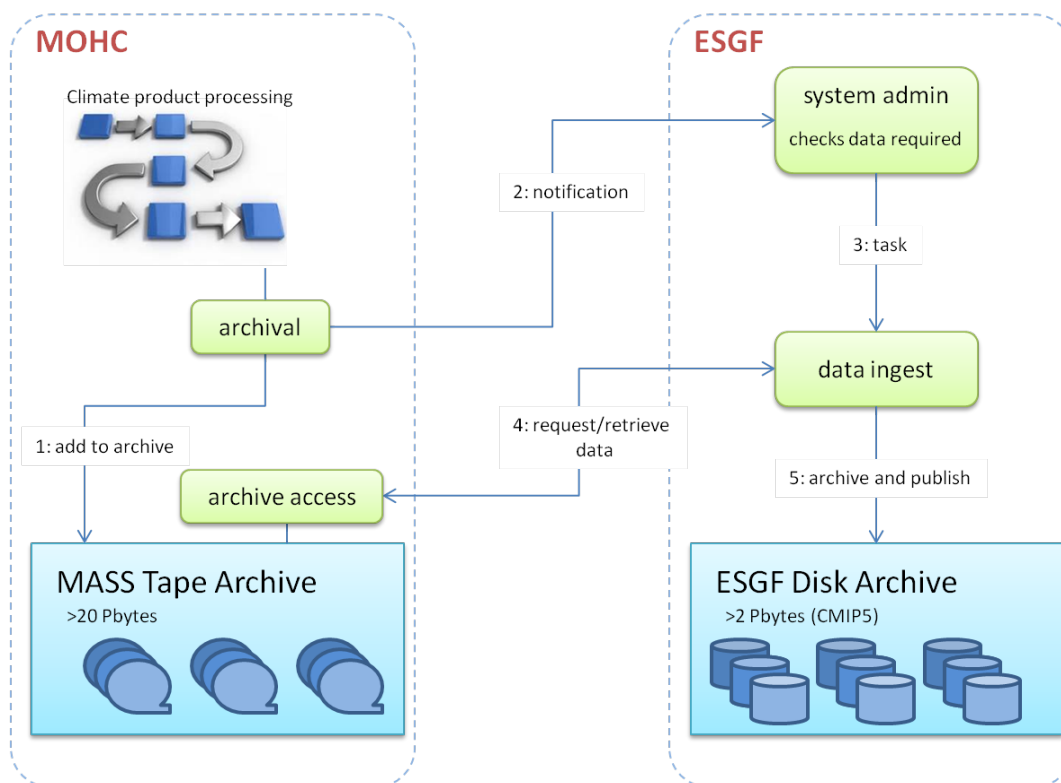 MOHC
Climate product processing
archival
1: add to archive
archive access
MASS Tape Archive
>20 Pbytes
2: notification
4: request/retrieve
data
ESGF
system admin
checks data required
3: task
data ingest
5: archive and publish
ESGF Disk Archive
>2 Pbytes (CMIP5)